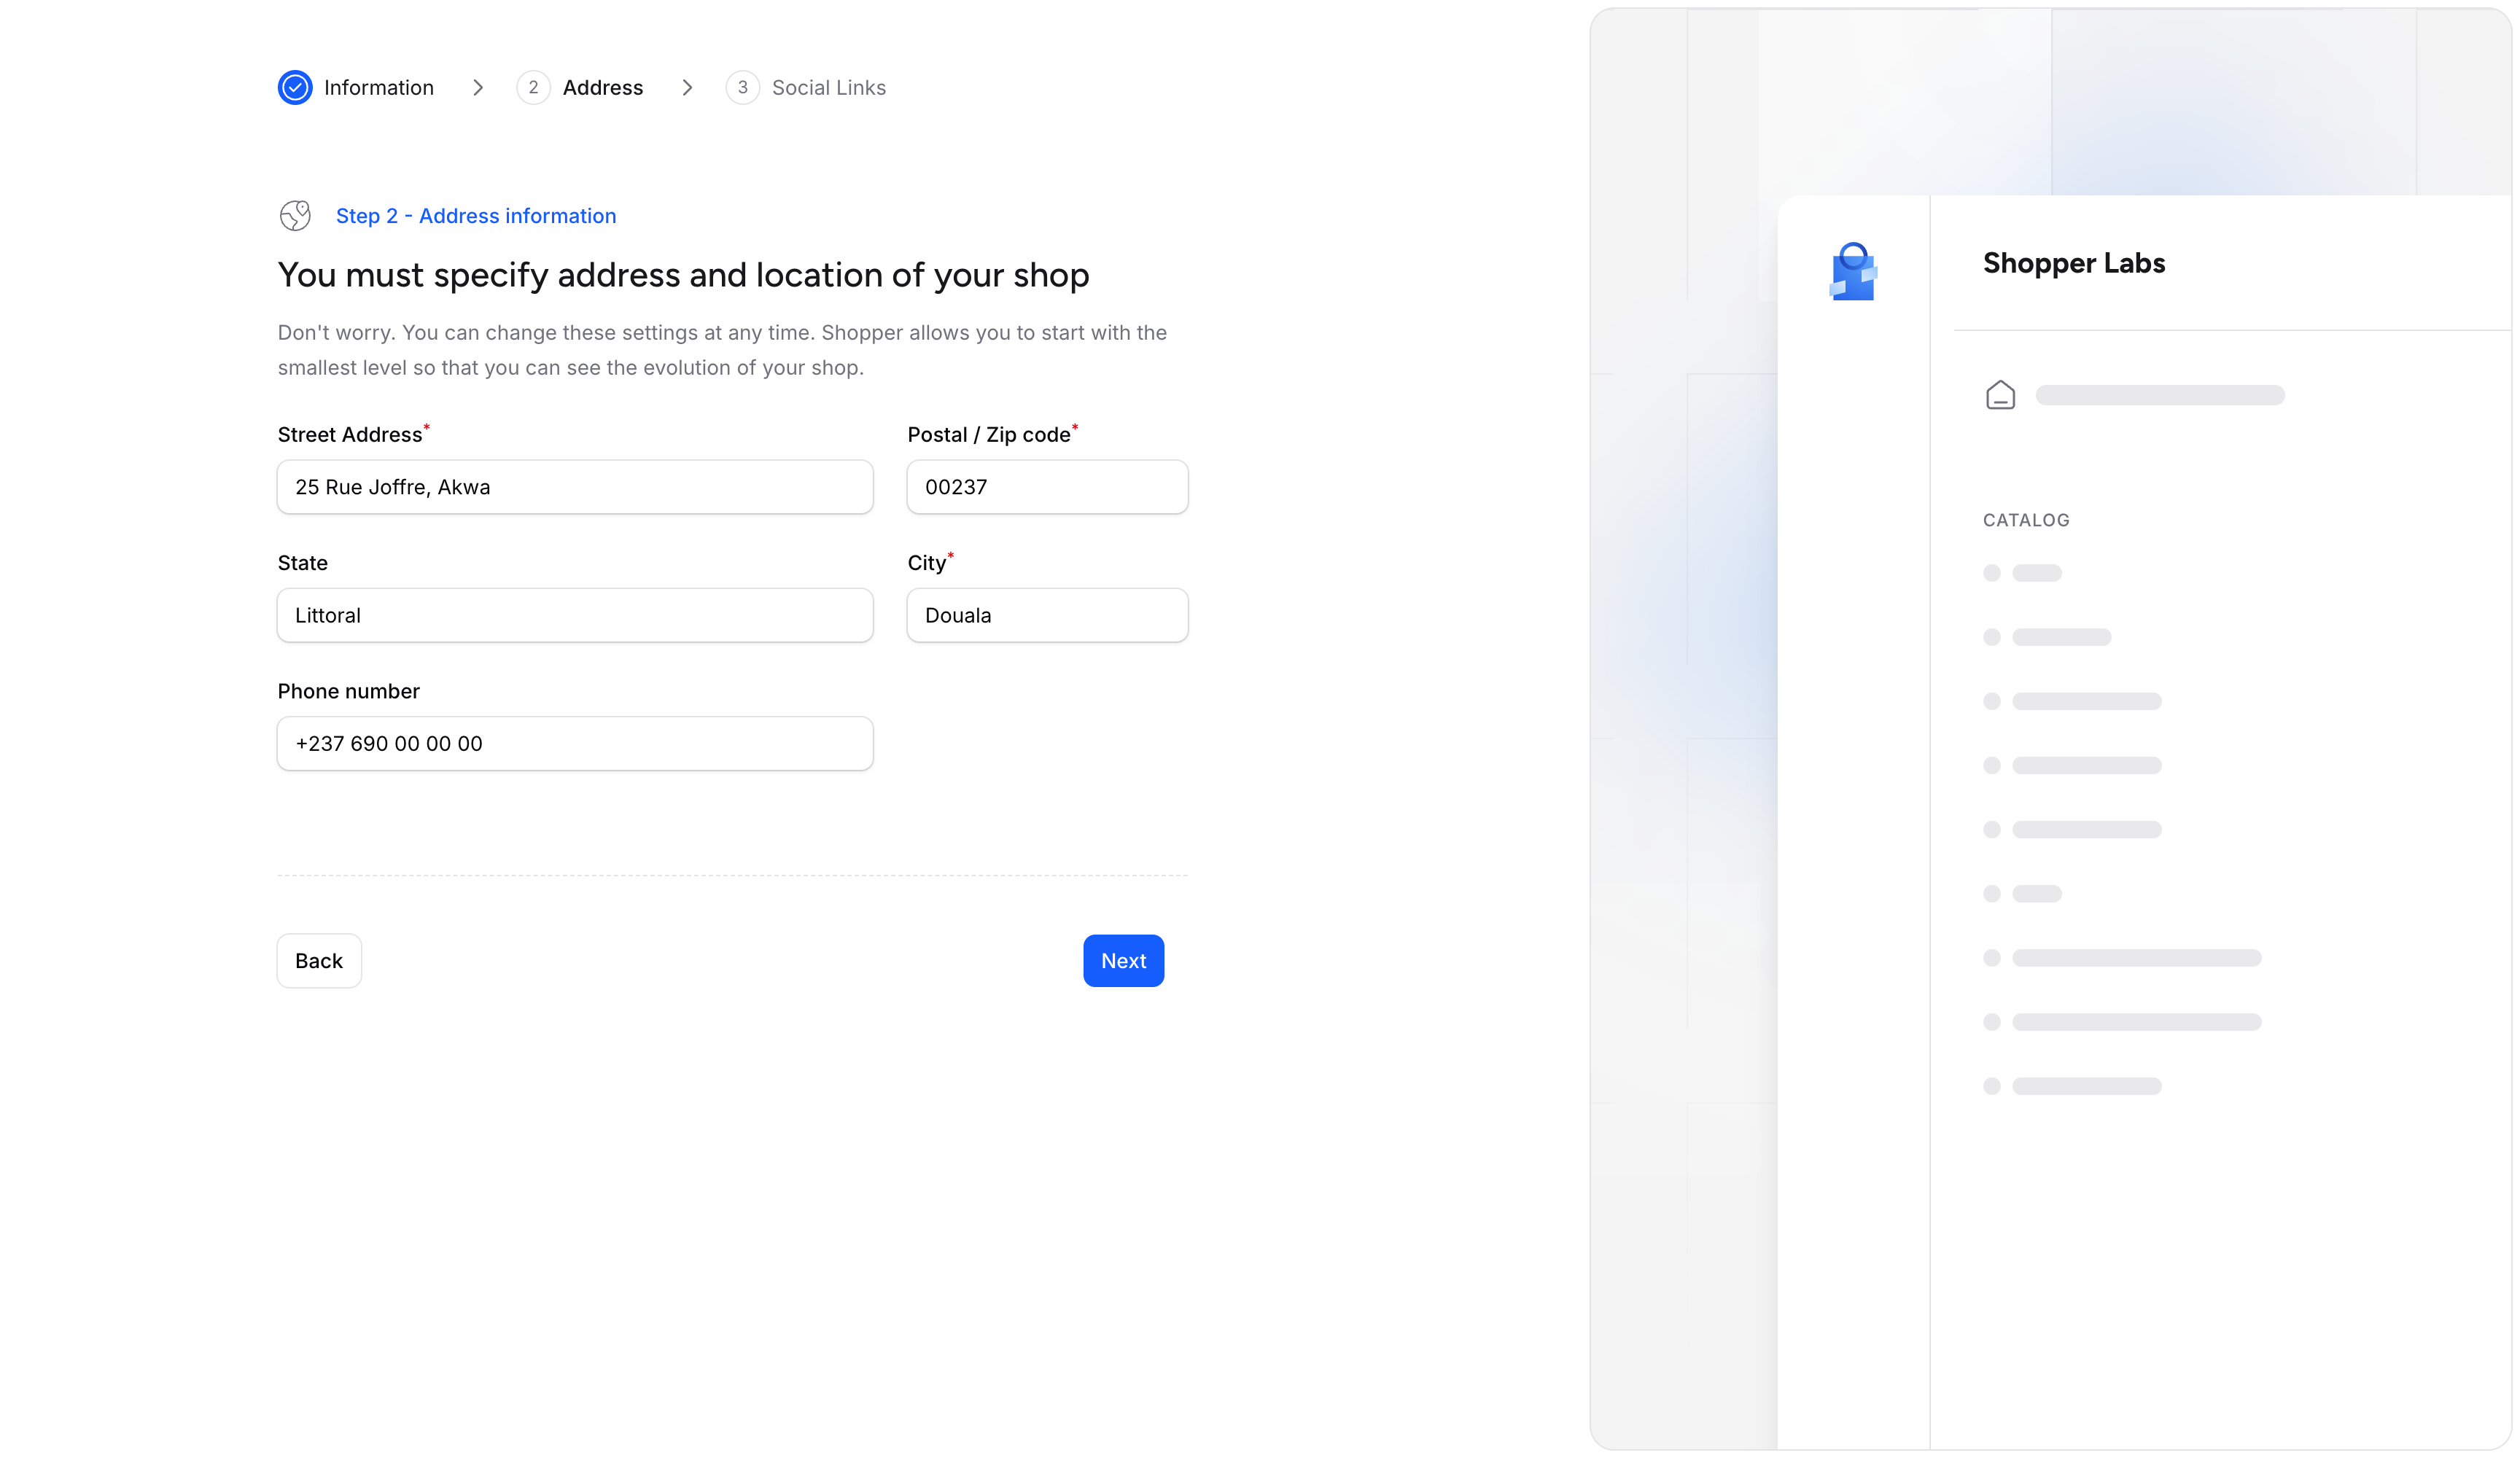 Information
2 Address
3 Social Links
Step 2 - Address information
You must specify address and location of your shop
Don't worry. You can change these settings at any time. Shopper allows you to start with the
smallest level so that you can see the evolution of your shop.
Street Address*
25 Rue Joffre, Akwa
Postal / Zip code*
00237
State
Littoral
City*
Douala
Phone number
+237 690 00 00 00
Back
Next
Shopper Labs
CATALOG